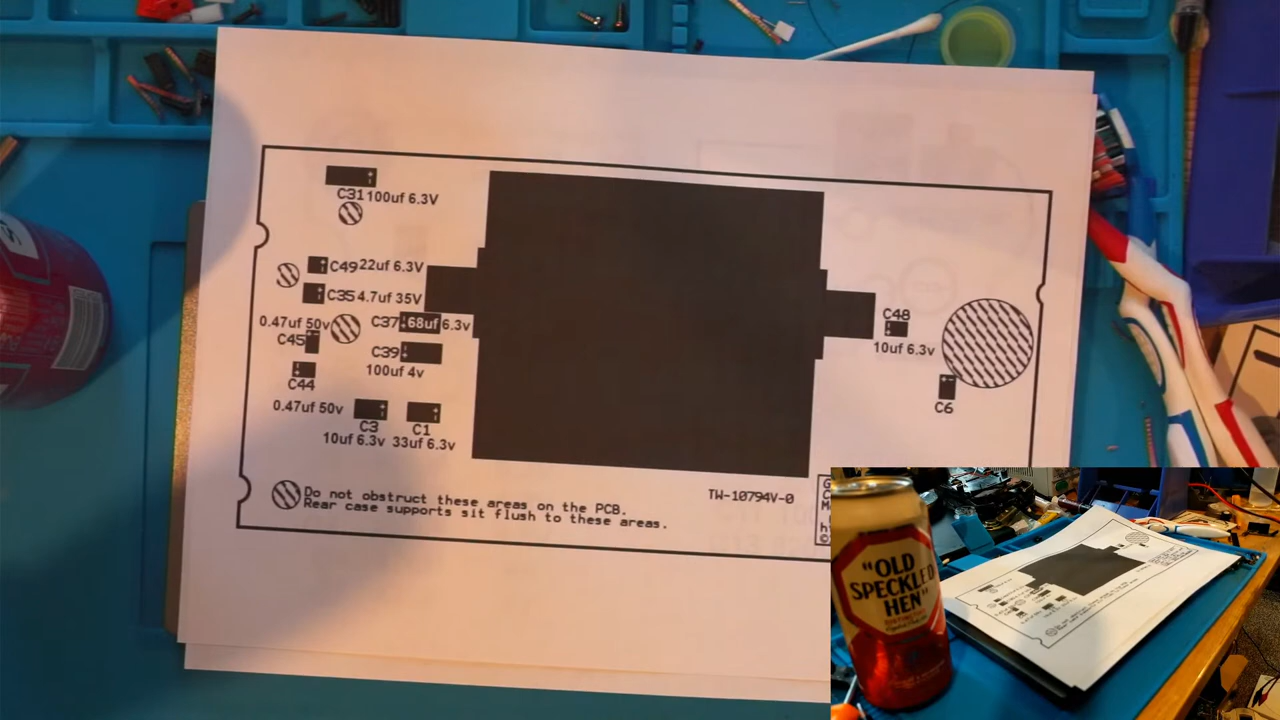 C31 100uf 6.3V
C49 22uf 6.3V
C35 4.7uf 35V
0.47uf 50v
C37 68uf 6.3v
C45
C39
100uf 4v
C44
0.47uf 50v
C3
10uf 6.3v
C1
33uf 6.3v
C48
10uf 6.3v
C6
Do not obstruct these areas on the PCB.
Rear case supports sit flush to these areas.
TW-10794V-0
"OLD
SPECKLED
HEN"